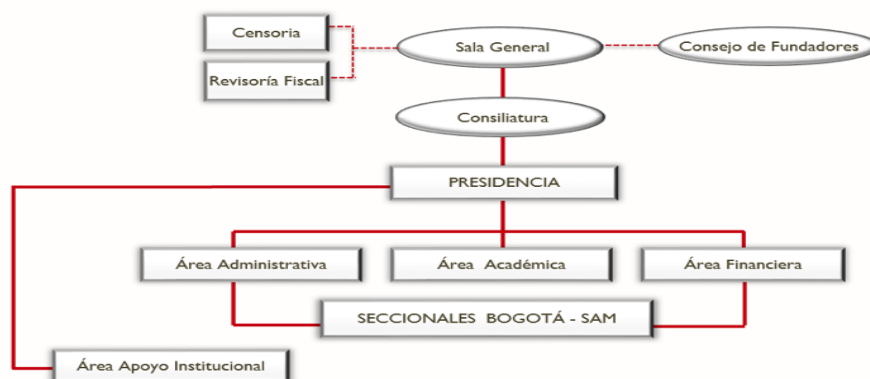 Censoria
Sala General
Consejo de Fundadores
Revisoría Fiscal
Consiliatura
PRESIDENCIA
Área Administrativa
Área Académica
Área Financiera
SECCIONALES BOGOTÁ - SAM
Área Apoyo Institucional